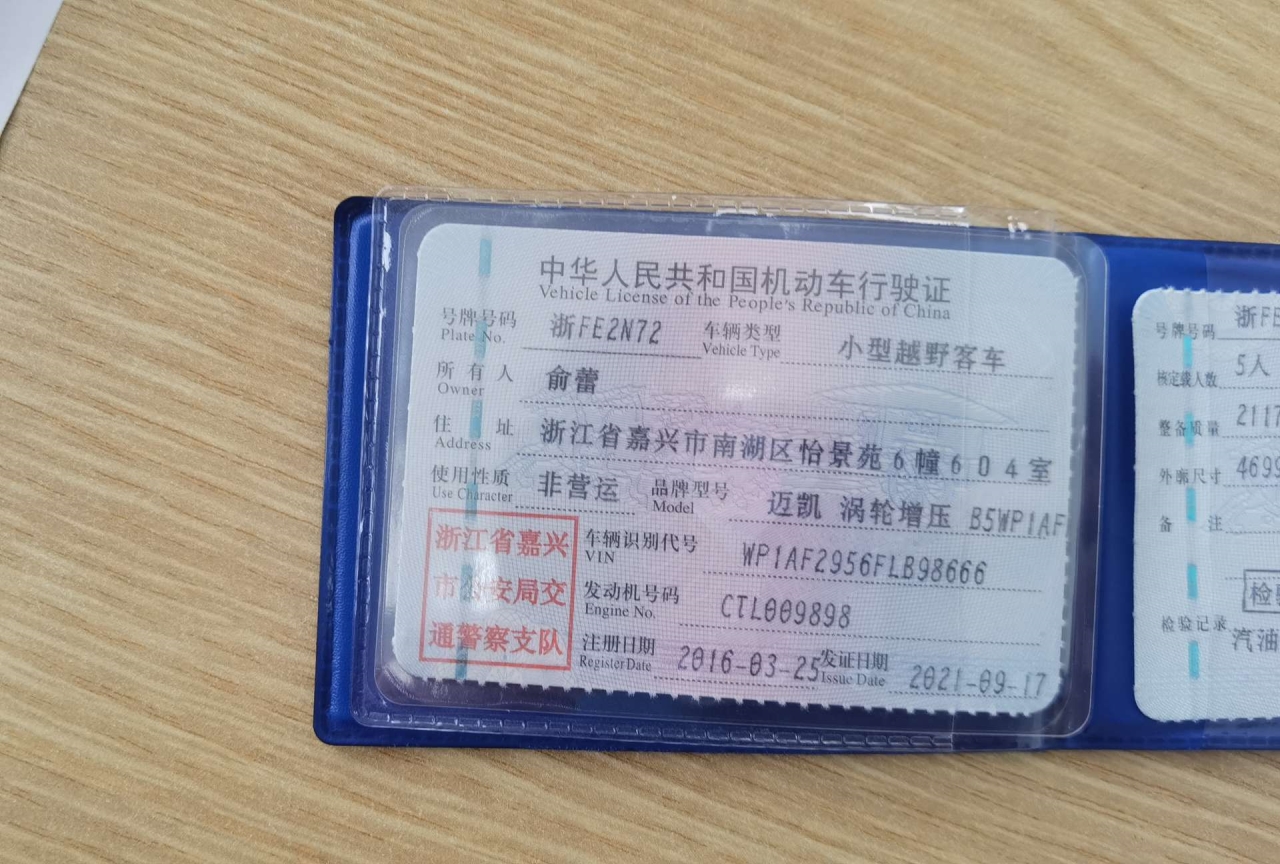 中华人民共和国机动车行驶证
Vehicle License of the People's Republic of China
号牌号码 浙FE2N72 车辆类型 小型越野客车
Plate No. Vehicle Type
所有人 俞蕾
Owner
住址 浙江省嘉兴市南湖区怡景苑6幢604室
Address
使用性质 非营运 品牌型号 迈凯 涡轮增压 B5WP1AF
Use Character Model
浙江省嘉兴
市公安局交
通警察支队
车辆识别代号 WP1AF2956FLB98666
VIN
发动机号码 CTL009898
Engine No.
注册日期 2016-03-25 发证日期 2021-09-17
Register Date Issue Date
号牌号码 浙FE
核定载人数 5人
整备质量 2117
外廓尺寸 4699
备注
检验记录
汽油